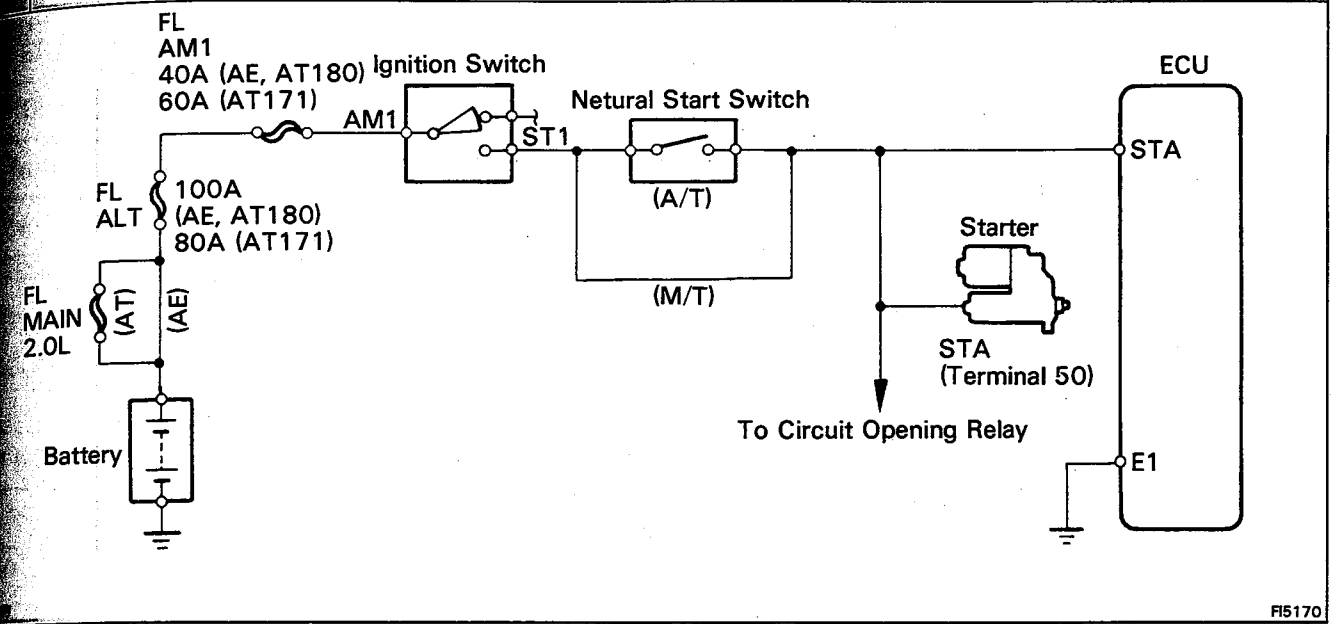 FL
AM1
40A (AE, AT180)
60A (AT171)
Ignition Switch
AM1
ST1
Netural Start Switch
(A/T)
(M/T)
ECU
STA
E1
FL
ALT
100A
(AE, AT180)
80A (AT171)
FL
MAIN
2.0L
(AT)
(AE)
Battery
Starter
STA
(Terminal 50)
To Circuit Opening Relay
FI5170